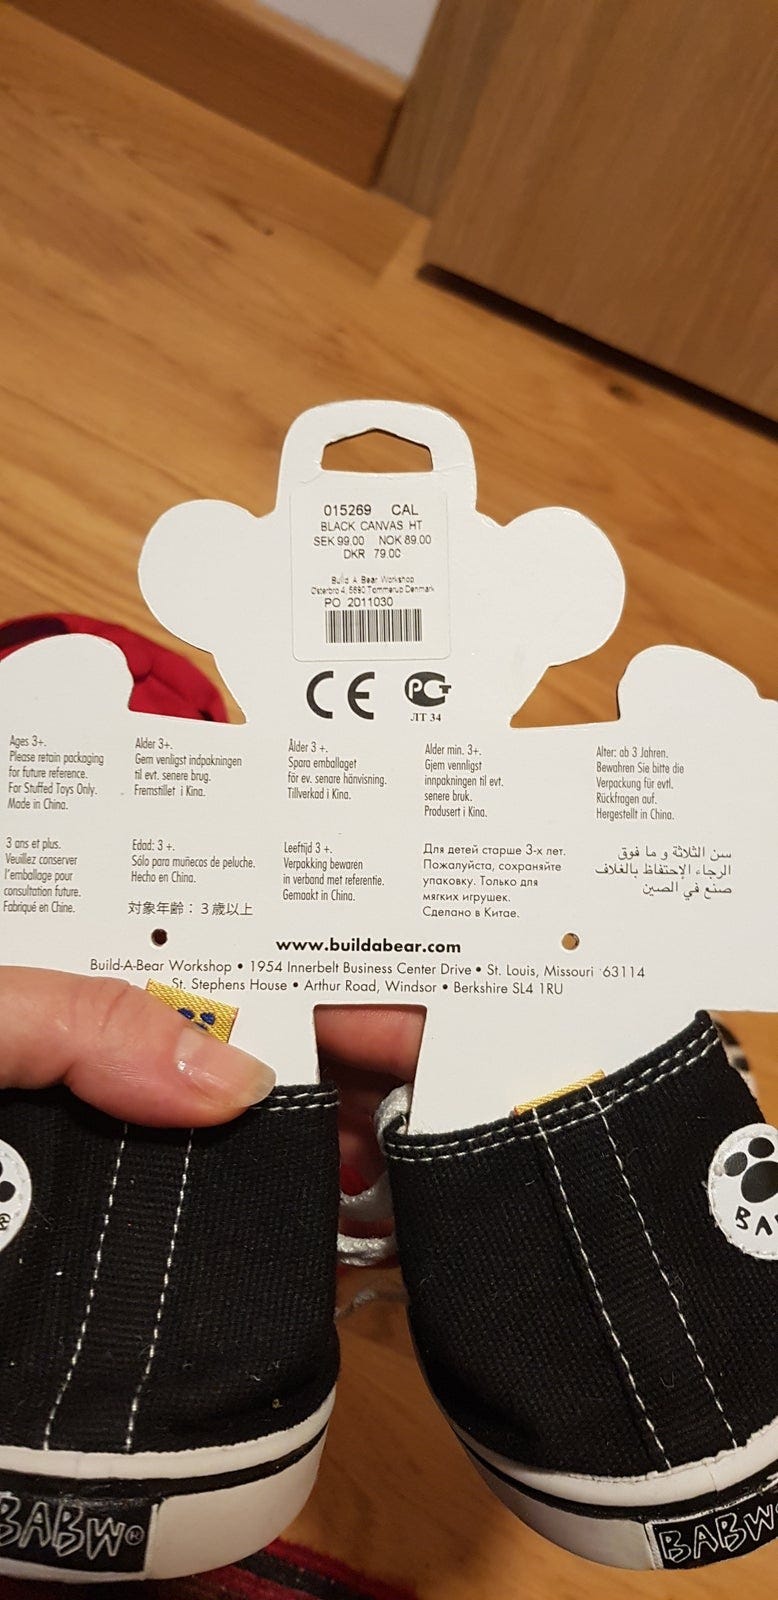 015269 CAL
BLACK CANVAS HT
SEK 99.00 NOK 89.00
DKR 79.00
Build A Bear Workshop
Osterbro 4, 5690 Tommerup Denmark
PO 2011030
CE PCT
ЛТ 34
Ages 3+.
Please retain packaging
for future reference.
For Stuffed Toys Only.
Made in China.
Alder 3+.
Gem venligst indpakningen
til evt. senere brug.
Fremstillet i Kina.
Ålder 3 +.
Spara emballaget
för ev. senare hänvisning.
Tillverkad i Kina.
Alder min. 3+.
Gjem vennligst
innpakningen til evt.
senere bruk.
Produsert i Kina.
Alter: ab 3 Jahren.
Bewahren Sie bitte die
Verpackung für evtl.
Rückfragen auf.
Hergestellt in China.
3 ans et plus.
Veuillez conserver
l'emballage pour
consultation future.
Fabriqué en Chine.
Edad: 3 +.
Sólo para muñecas de peluche.
Hecho en China.
対象年齢：３歳以上
Leeftijd 3 +.
Verpakking bewaren
in verband met referentie.
Gemaakt in China.
Для детей старше 3-х лет.
Пожалуйста, сохраняйте
упаковку. Только для
мягких игрушек.
Сделано в Китае.
سن الثلاثة و ما فوق
الرجاء الإحتفاظ بالغلاف
صنع في الصين
www.buildabear.com
Build-A-Bear Workshop • 1954 Innerbelt Business Center Drive • St. Louis, Missouri 63114
St. Stephens House • Arthur Road, Windsor • Berkshire SL4 1RU
BABW®
BABW